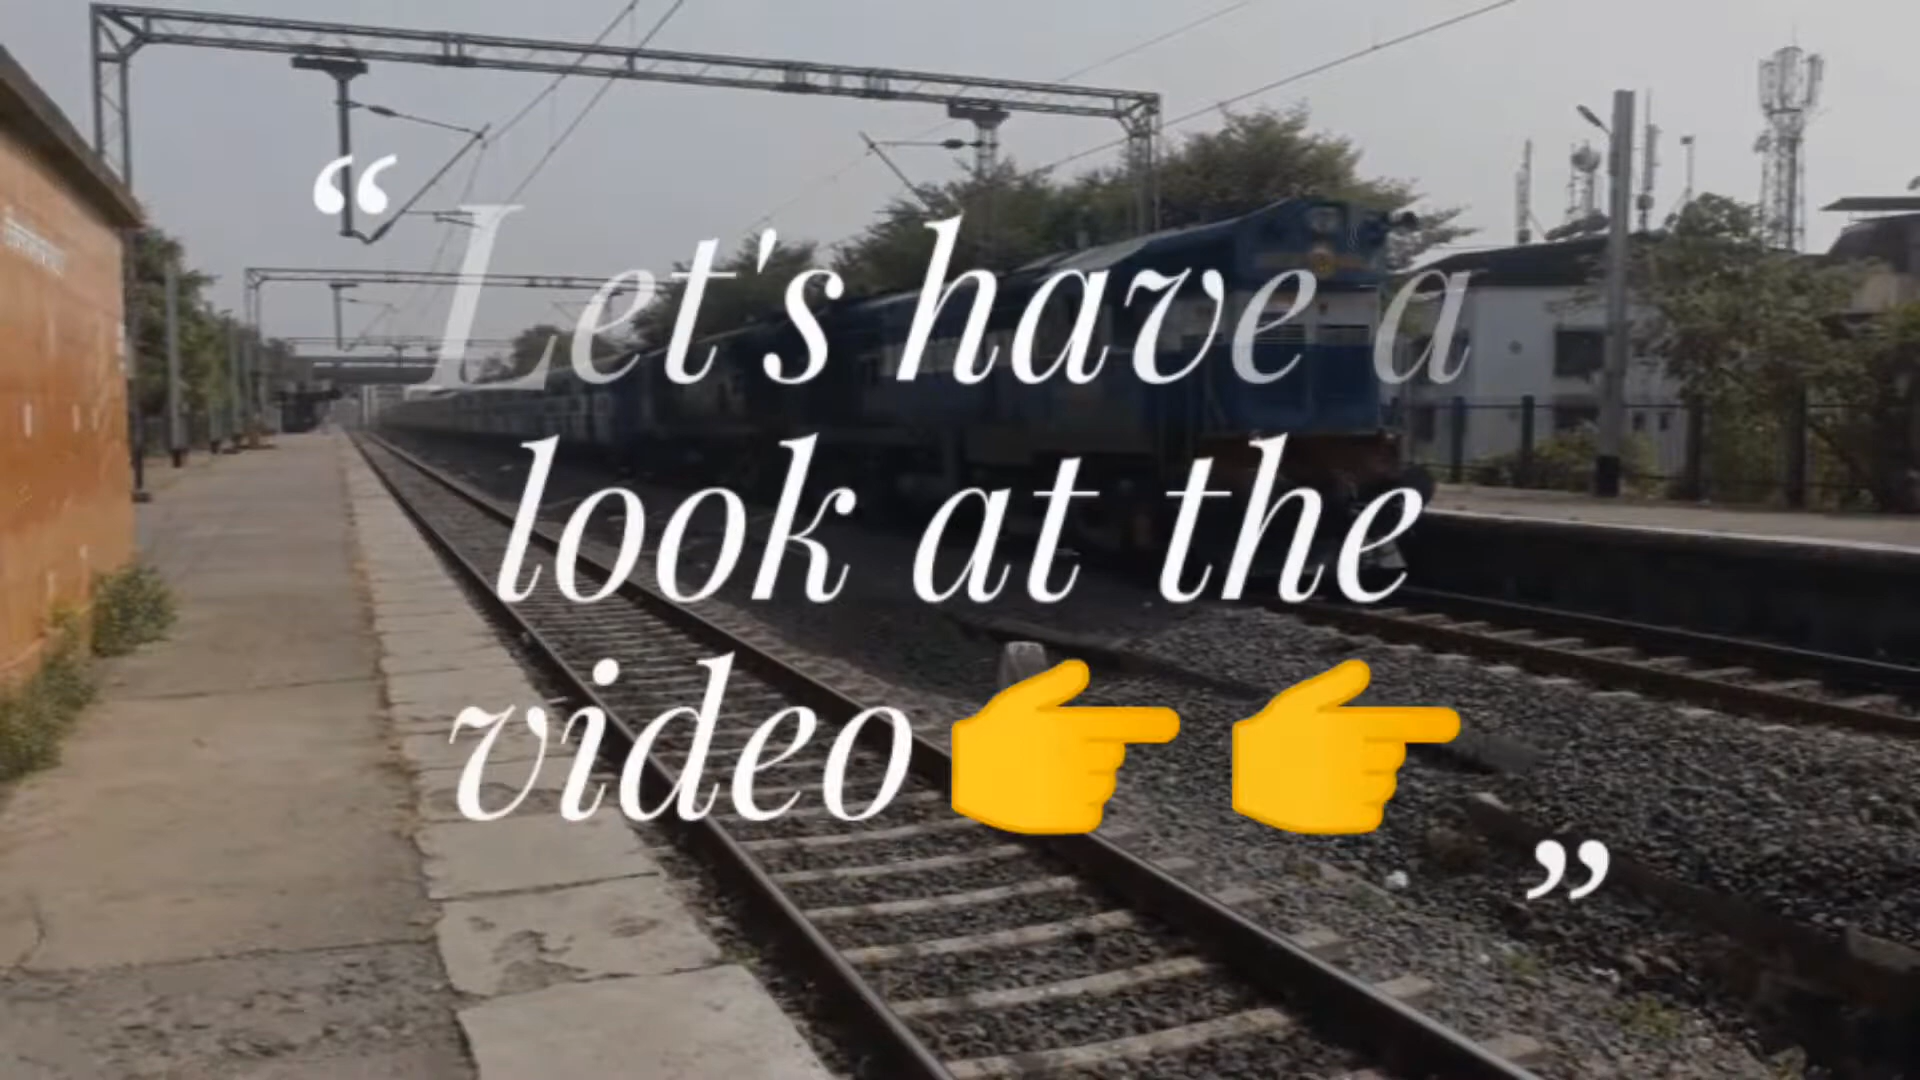 “Let's have a
look at the
video👉👉”